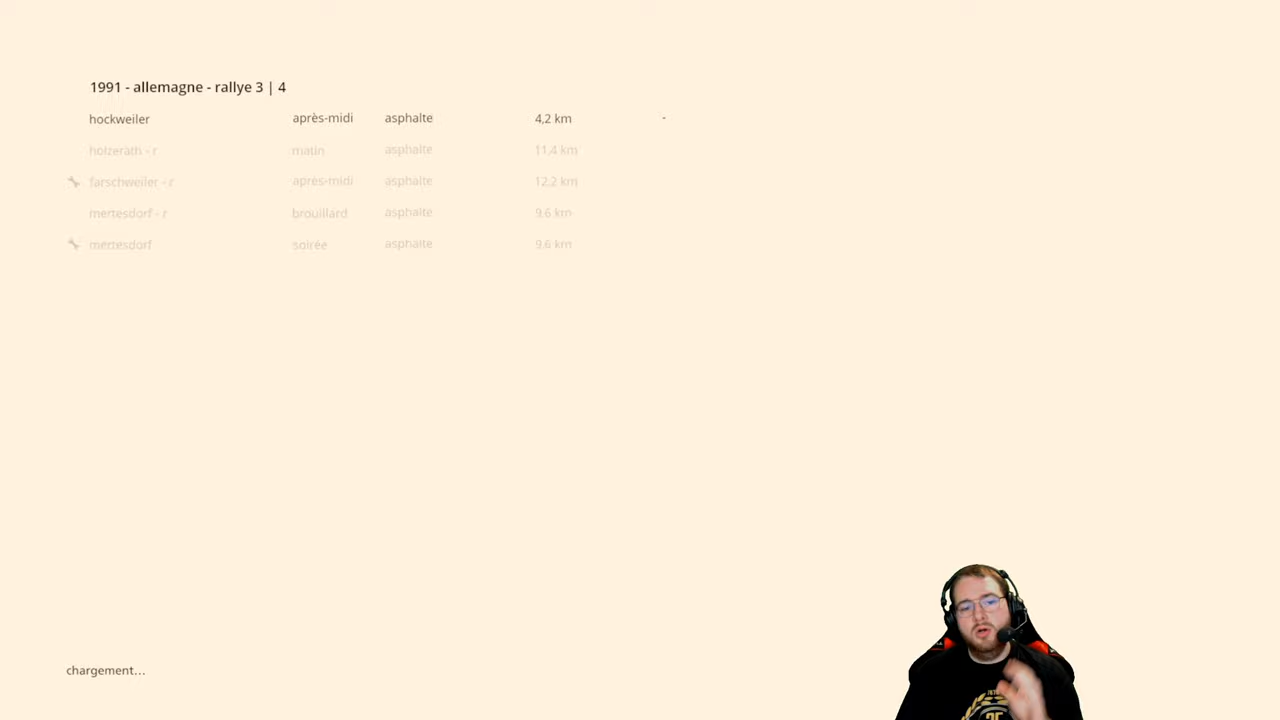 1991 - allemagne - rallye 3 | 4
hockweiler après-midi asphalte 4,2 km -
holzerath - r matin asphalte 11,4 km
farschweiler - r après-midi asphalte 12,2 km
mertesdorf - r brouillard asphalte 9,6 km
mertesdorf soirée asphalte 9,6 km
chargement...